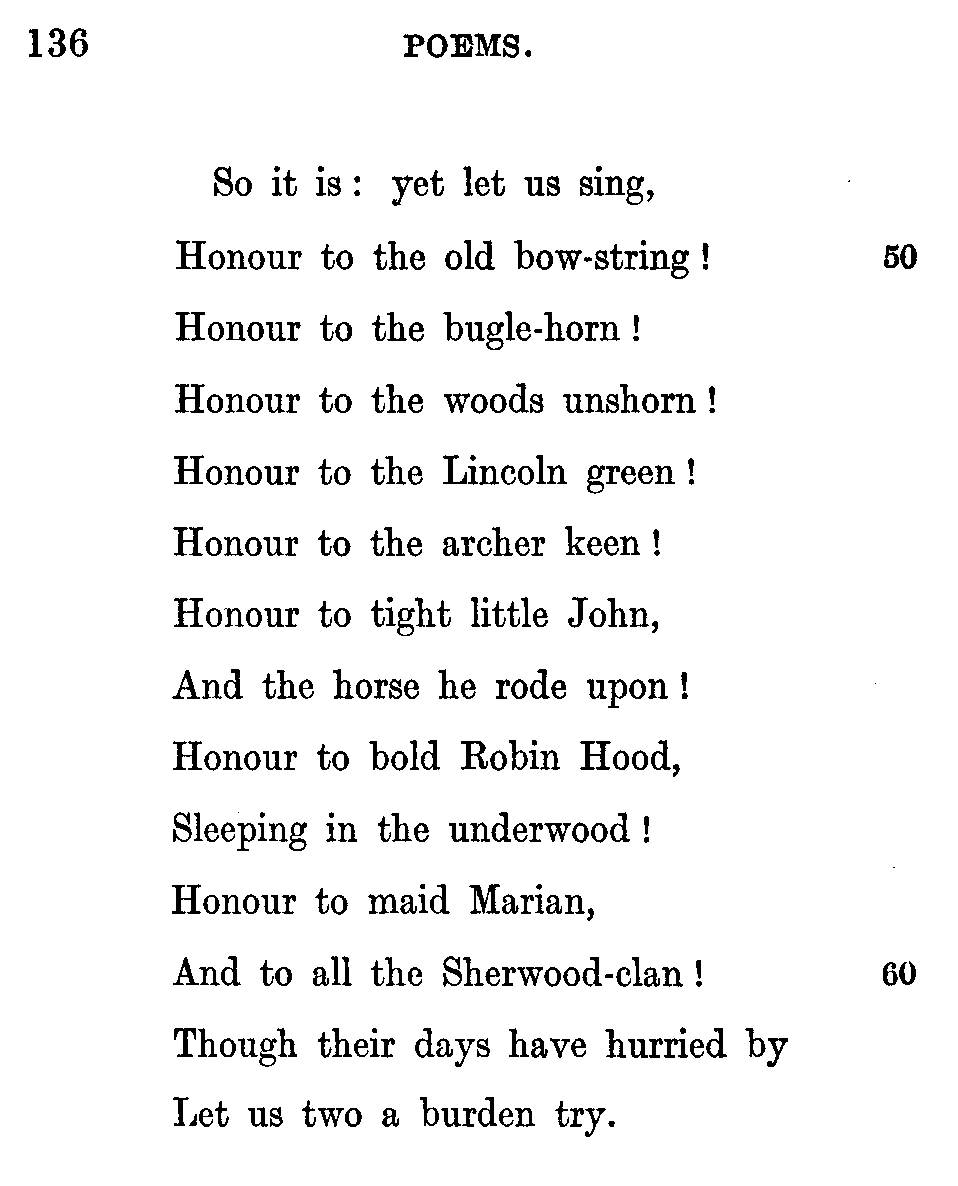 136 POEMS.
So it is : yet let us sing,
Honour to the old bow-string ! 50
Honour to the bugle-horn !
Honour to the woods unshorn !
Honour to the Lincoln green !
Honour to the archer keen !
Honour to tight little John,
And the horse he rode upon !
Honour to bold Robin Hood,
Sleeping in the underwood !
Honour to maid Marian,
And to all the Sherwood-clan ! 60
Though their days have hurried by
Let us two a burden try.